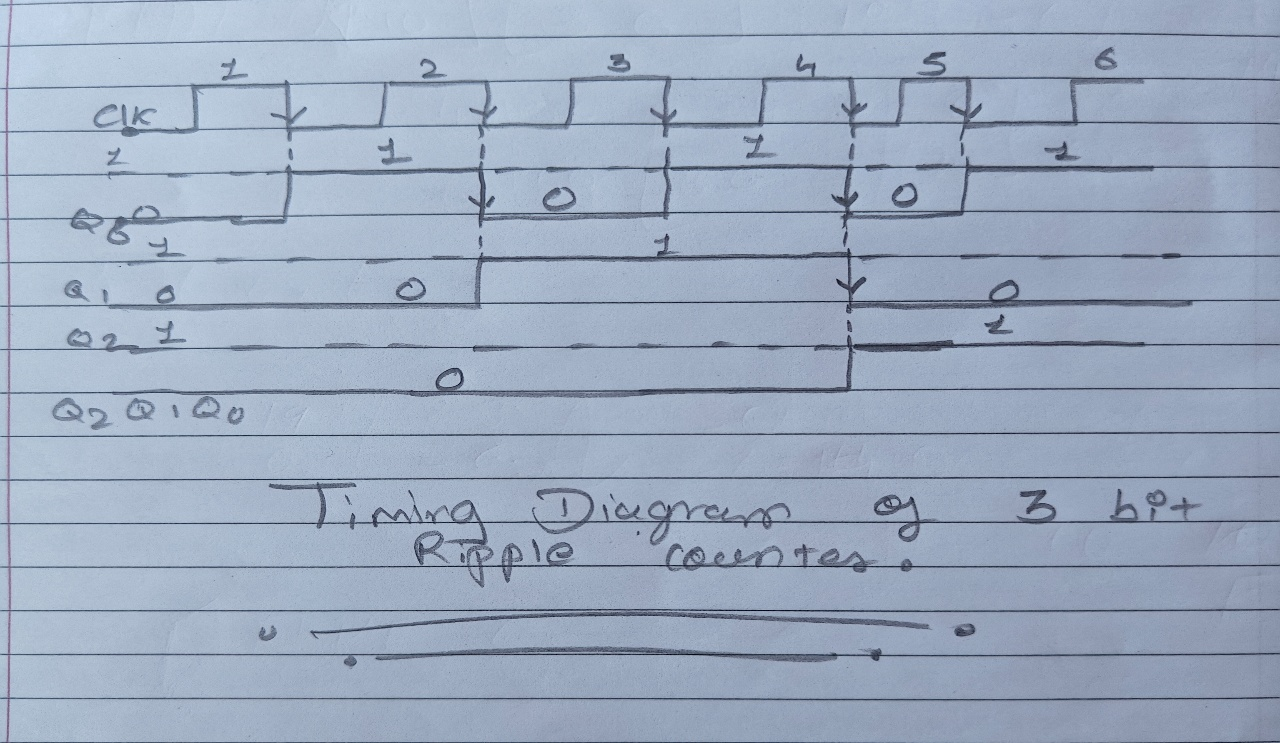 1 2 3 4 5 6
CLK
1 1 1 1
Q0 0 0 0
1 1
Q1 0 0 0
Q2 1 1
0
Q2 Q1 Q0
Timing Diagram of 3 bit
Ripple counter.